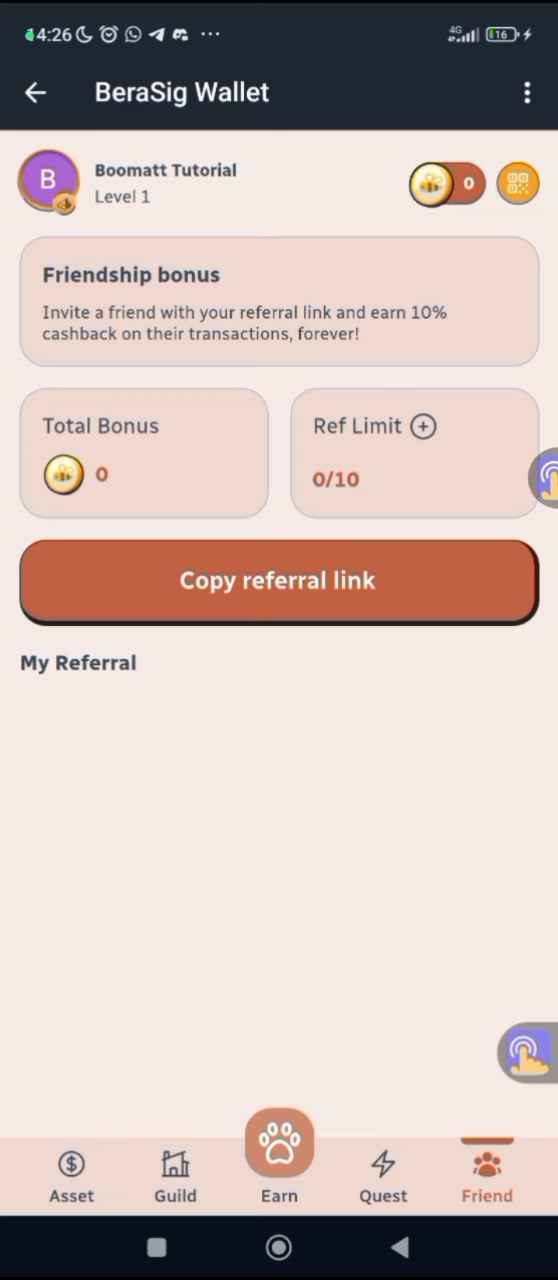 4:26
4G
16
BeraSig Wallet
B
Boomatt Tutorial
Level 1
0
Friendship bonus
Invite a friend with your referral link and earn 10%
cashback on their transactions, forever!
Total Bonus
0
Ref Limit
0/10
Copy referral link
My Referral
Asset
Guild
Earn
Quest
Friend